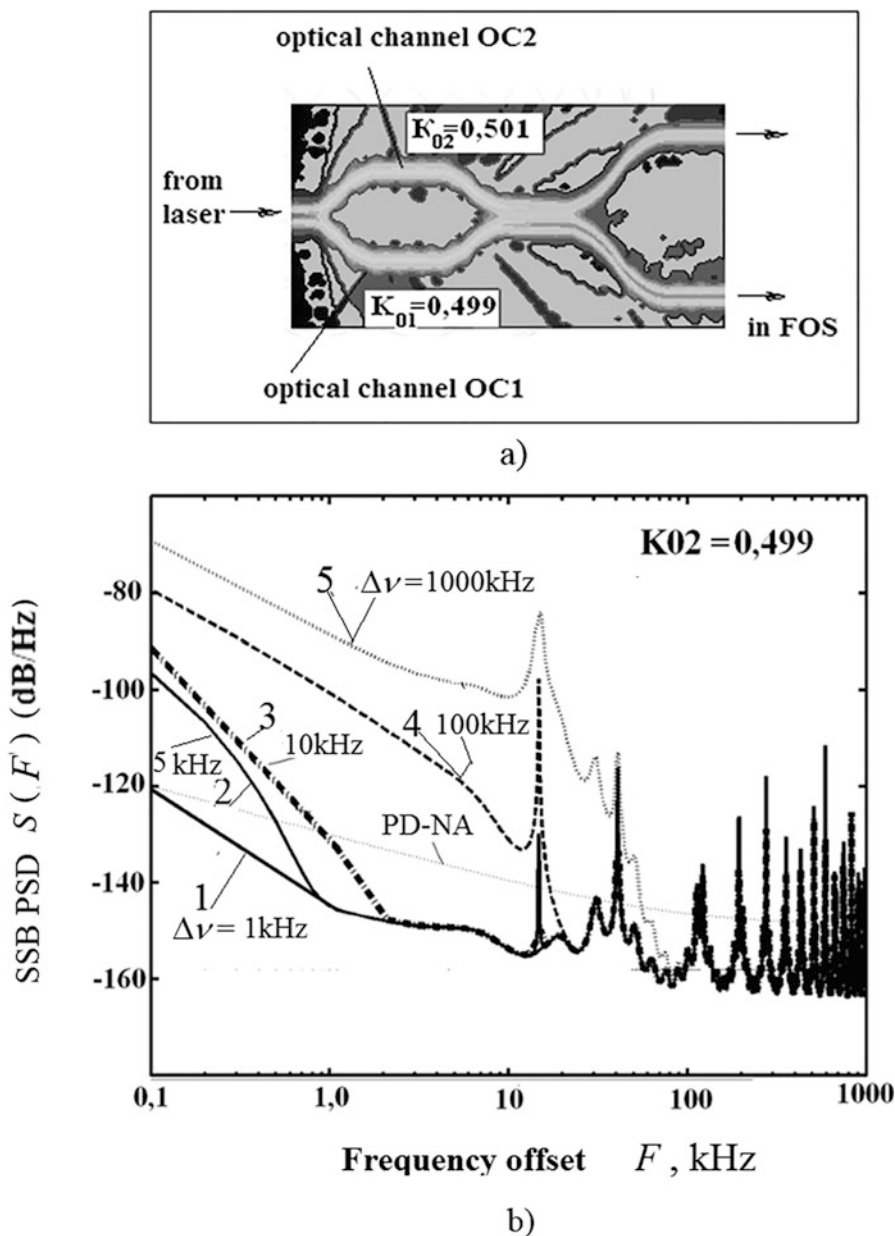 optical channel OC2
K02=0,501
from
laser
K01=0,499
in FOS
optical channel OC1
a)
SSB PSD S ( F ) (dB/Hz)
K02 = 0,499
5 Δν = 1000kHz
-80
-100
3
4
100kHz
10kHz
5 kHz
2
-120
PD-NA
1
-140
Δν = 1kHz
-160
0,1 1,0 10 100 1000
Frequency offset F , kHz
b)